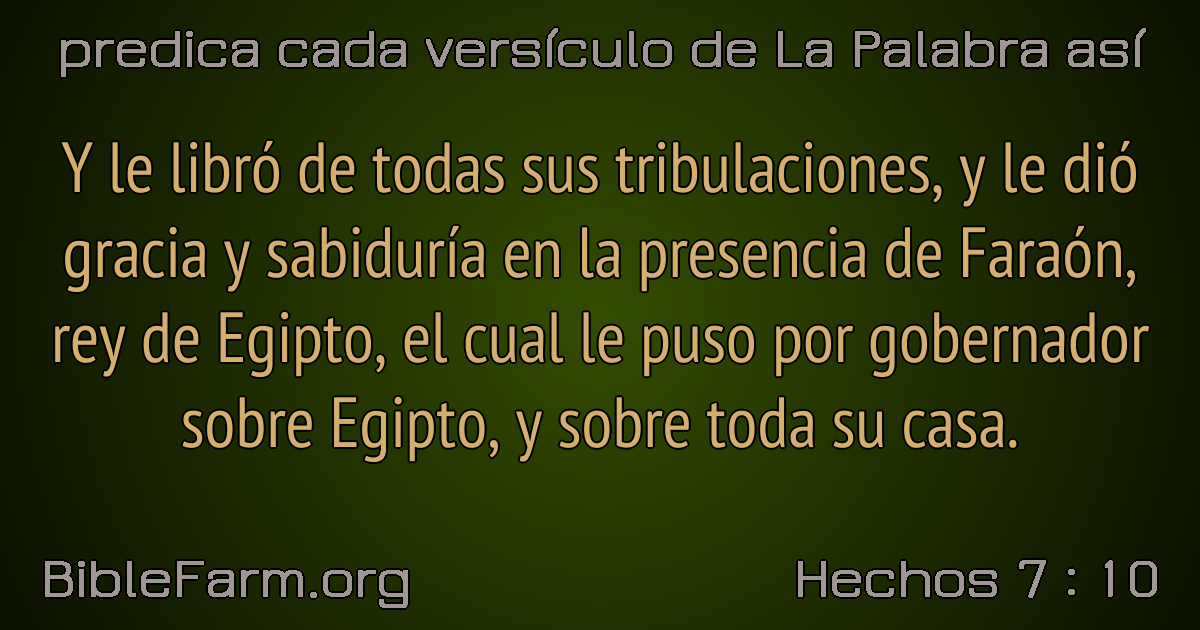 predica cada versículo de La Palabra así
Y le libró de todas sus tribulaciones, y le dió
gracia y sabiduría en la presencia de Faraón,
rey de Egipto, el cual le puso por gobernador
sobre Egipto, y sobre toda su casa.
BibleFarm.org
Hechos 7 : 10